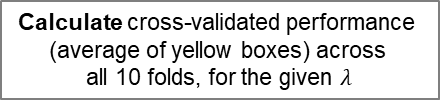 Calculate cross-validated performance
(average of yellow boxes) across
all 10 folds, for the given λ